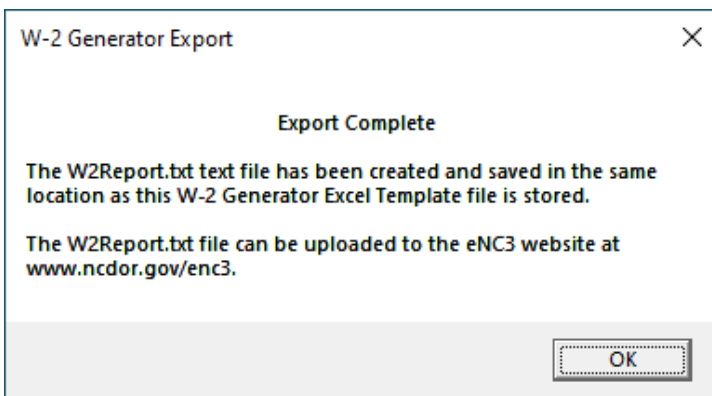 W-2 Generator Export
Export Complete
The W2Report.txt text file has been created and saved in the same
location as this W-2 Generator Excel Template file is stored.
The W2Report.txt file can be uploaded to the eNC3 website at
www.ncdor.gov/enc3.
OK